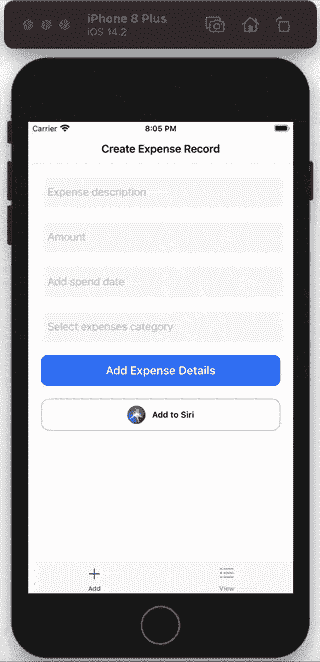 iPhone 8 Plus
iOS 14.2
Carrier 8:05 PM
Create Expense Record
Expense description
Amount
Add spend date
Select expenses category
Add Expense Details
Add to Siri
Add View